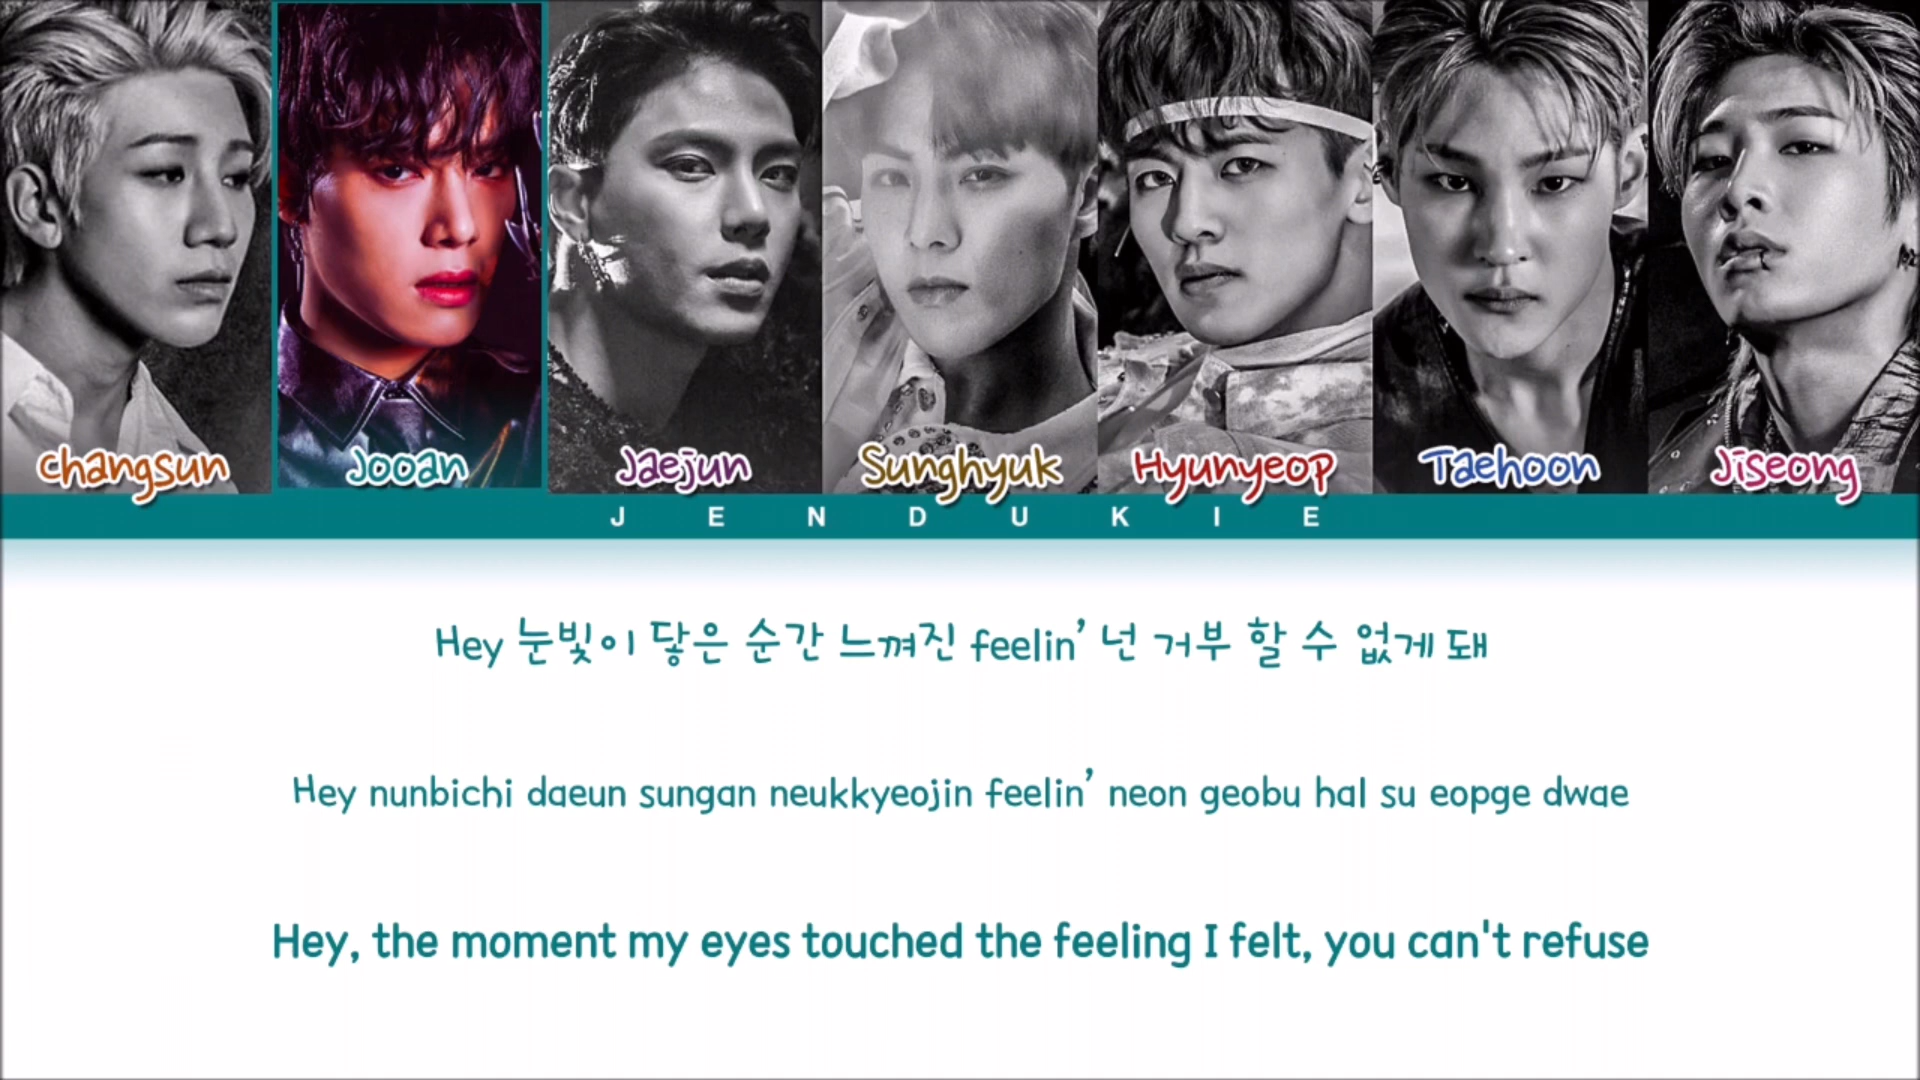 Changsun Jooan Jaejun Sunghyuk Hyunyeop Taehoon Jiseong
JENDUKIE
Hey 눈빛이 닿은 순간 느껴진 feelin’ 넌 거부 할 수 없게 돼
Hey nunbichi daeun sungan neukkyeojin feelin’ neon geobu hal su eopge dwae
Hey, the moment my eyes touched the feeling I felt, you can't refuse